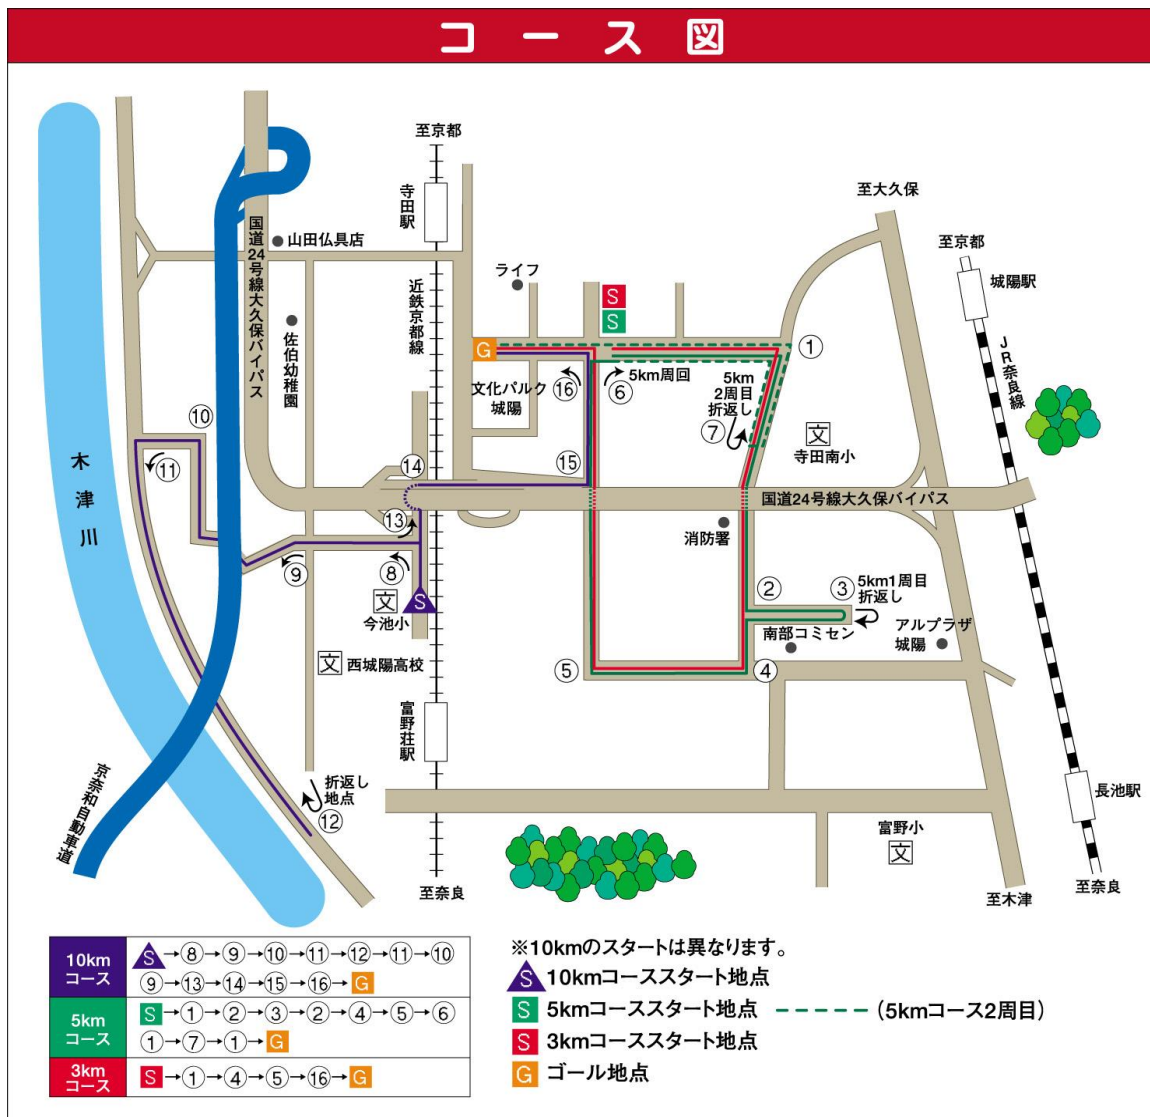 コース図
至京都
寺田駅
近鉄京都線
至大久保
至京都
城陽駅
JR奈良線
国道24号線大久保バイパス
山田仏具店
ライフ
佐伯幼稚園
S
S
G
①
文化パルク
城陽
⑯
⑥
5km周回
5km
2周目
折返し
⑦
文
寺田南小
⑩
⑪
木津川
⑭
⑮
国道24号線大久保バイパス
⑬
消防署
⑨
⑧
文
S
今池小
②
③
5km1周目
折返し
南部コミセン
アルプラザ
城陽
文
西城陽高校
⑤
④
富野荘駅
京奈和自動車道
折返し
地点
⑫
長池駅
富野小
文
至奈良
至木津
至奈良
10km
コース
S→⑧→⑨→⑩→⑪→⑫→⑪→⑩
⑨→⑬→⑭→⑮→⑯→G
5km
コース
S→①→②→③→②→④→⑤→⑥
①→⑦→①→G
3km
コース
S→①→④→⑤→⑯→G
※10kmのスタートは異なります。
S 10kmコーススタート地点
S 5kmコーススタート地点 (5kmコース2周目)
S 3kmコーススタート地点
G ゴール地点